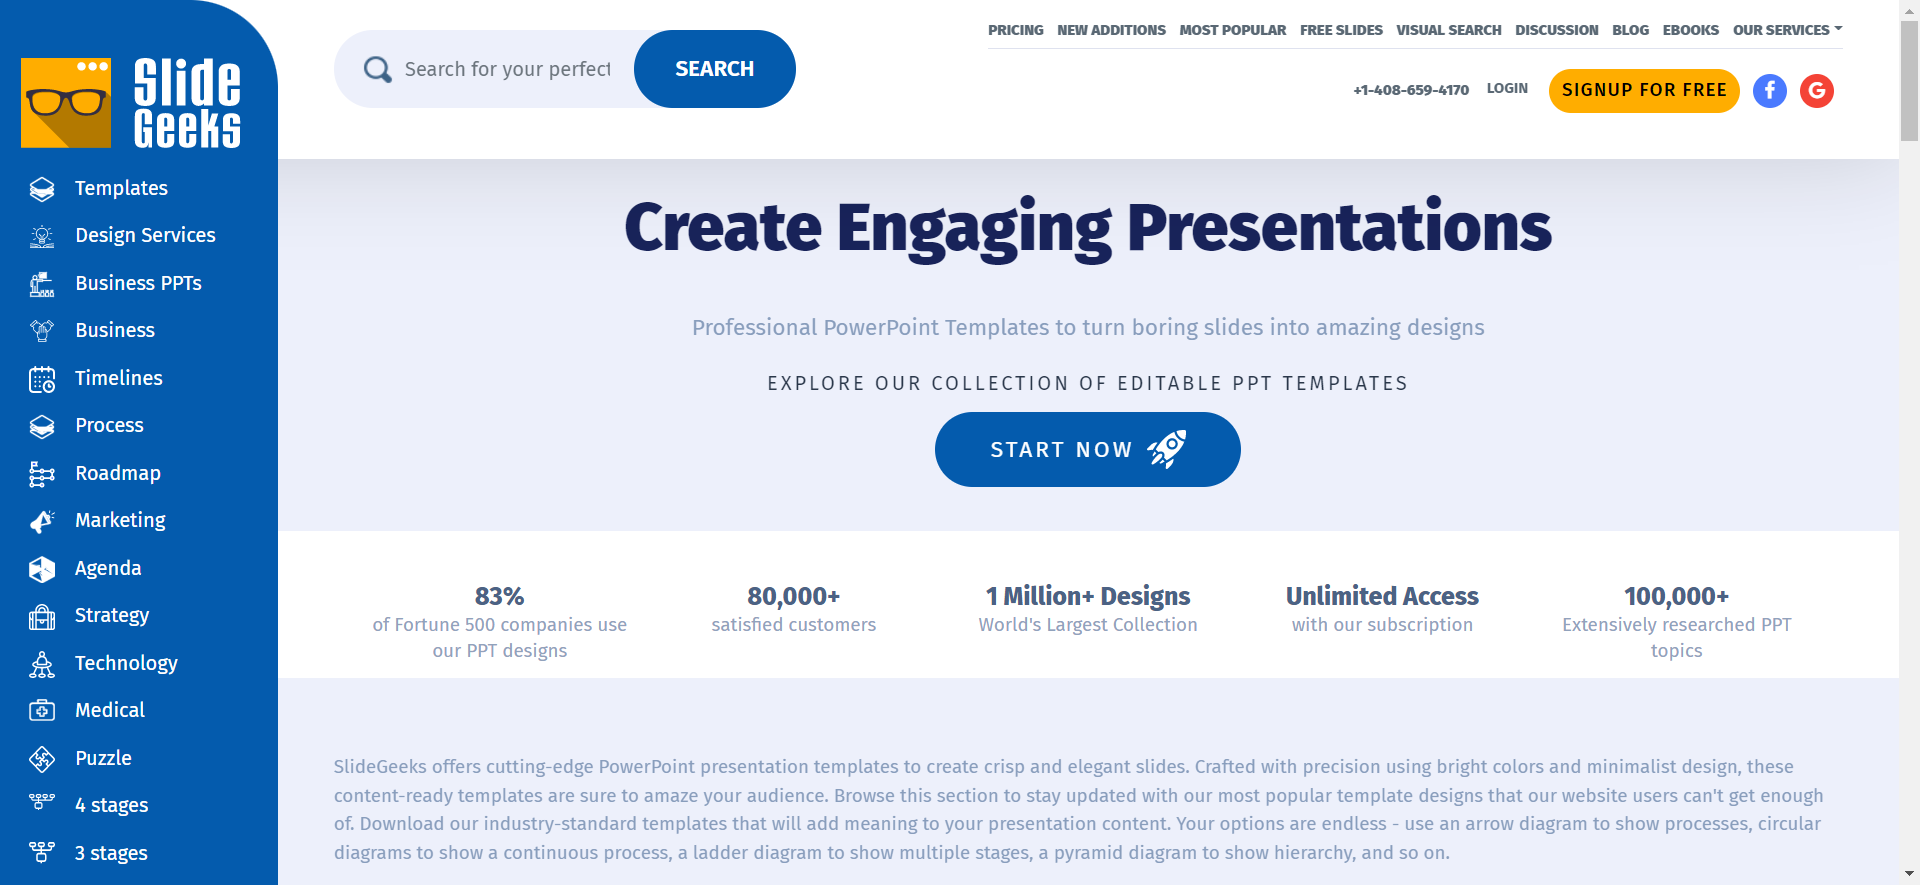 Slide
Geeks
Templates
Design Services
Business PPTs
Business
Timelines
Process
Roadmap
Marketing
Agenda
Strategy
Technology
Medical
Puzzle
4 stages
3 stages
Search for your perfect
SEARCH
PRICING NEW ADDITIONS MOST POPULAR FREE SLIDES VISUAL SEARCH DISCUSSION BLOG EBOOKS OUR SERVICES
+1-408-659-4170 LOGIN SIGNUP FOR FREE f G
Create Engaging Presentations
Professional PowerPoint Templates to turn boring slides into amazing designs
EXPLORE OUR COLLECTION OF EDITABLE PPT TEMPLATES
START NOW
83%
of Fortune 500 companies use
our PPT designs
80,000+
satisfied customers
1 Million+ Designs
World's Largest Collection
Unlimited Access
with our subscription
100,000+
Extensively researched PPT
topics
SlideGeeks offers cutting-edge PowerPoint presentation templates to create crisp and elegant slides. Crafted with precision using bright colors and minimalist design, these
content-ready templates are sure to amaze your audience. Browse this section to stay updated with our most popular template designs that our website users can't get enough
of. Download our industry-standard templates that will add meaning to your presentation content. Your options are endless - use an arrow diagram to show processes, circular
diagrams to show a continuous process, a ladder diagram to show multiple stages, a pyramid diagram to show hierarchy, and so on.